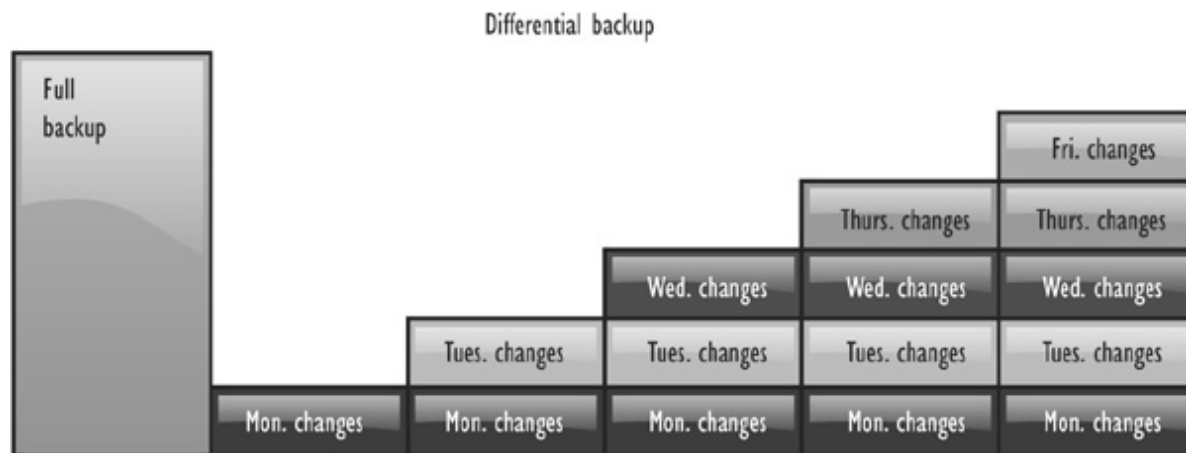 Differential backup
Full
backup
Fri. changes
Thurs. changes
Thurs. changes
Wed. changes
Wed. changes
Wed. changes
Tues. changes
Tues. changes
Tues. changes
Tues. changes
Mon. changes
Mon. changes
Mon. changes
Mon. changes
Mon. changes